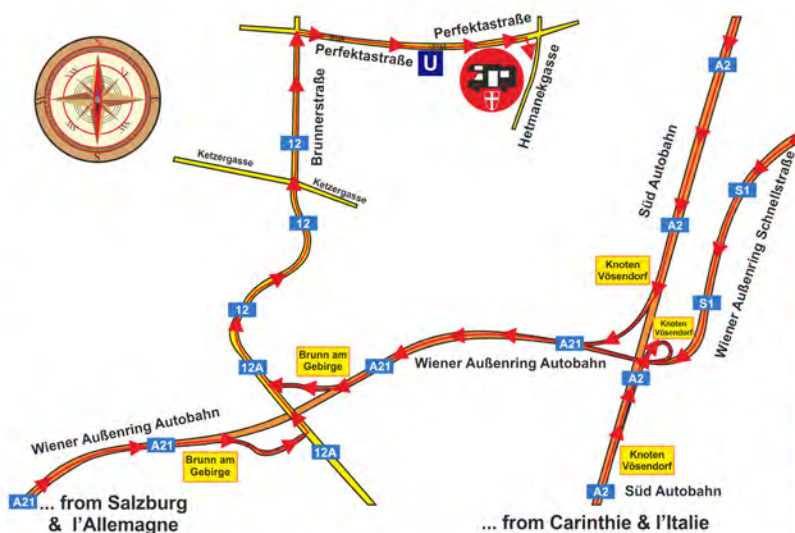 Perfektastraße
Perfektastraße
U
Hetmanekgasse
Brunnerstraße
12
Ketzergasse
Ketzergasse
12
12
12A
Brunn am
Gebirge
A21
Wiener Außenring Autobahn
A21
Knoten
Vösendorf
Knoten
Vösendorf
A2
Süd Autobahn
A2
S1
Wiener Außenring Schnellstraße
S1
A2
Wiener Außenring Autobahn
A21
Brunn am
Gebirge
12A
Knoten
Vösendorf
A2
Süd Autobahn
A21
... from Salzburg
& l'Allemagne
... from Carinthie & l'Italie